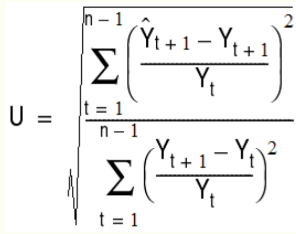 U = √( Σ_{t = 1}^{n - 1} ( (Ŷ_{t + 1} - Y_{t + 1}) / Y_t )² / Σ_{t = 1}^{n - 1} ( (Y_{t + 1} - Y_t) / Y_t )² )